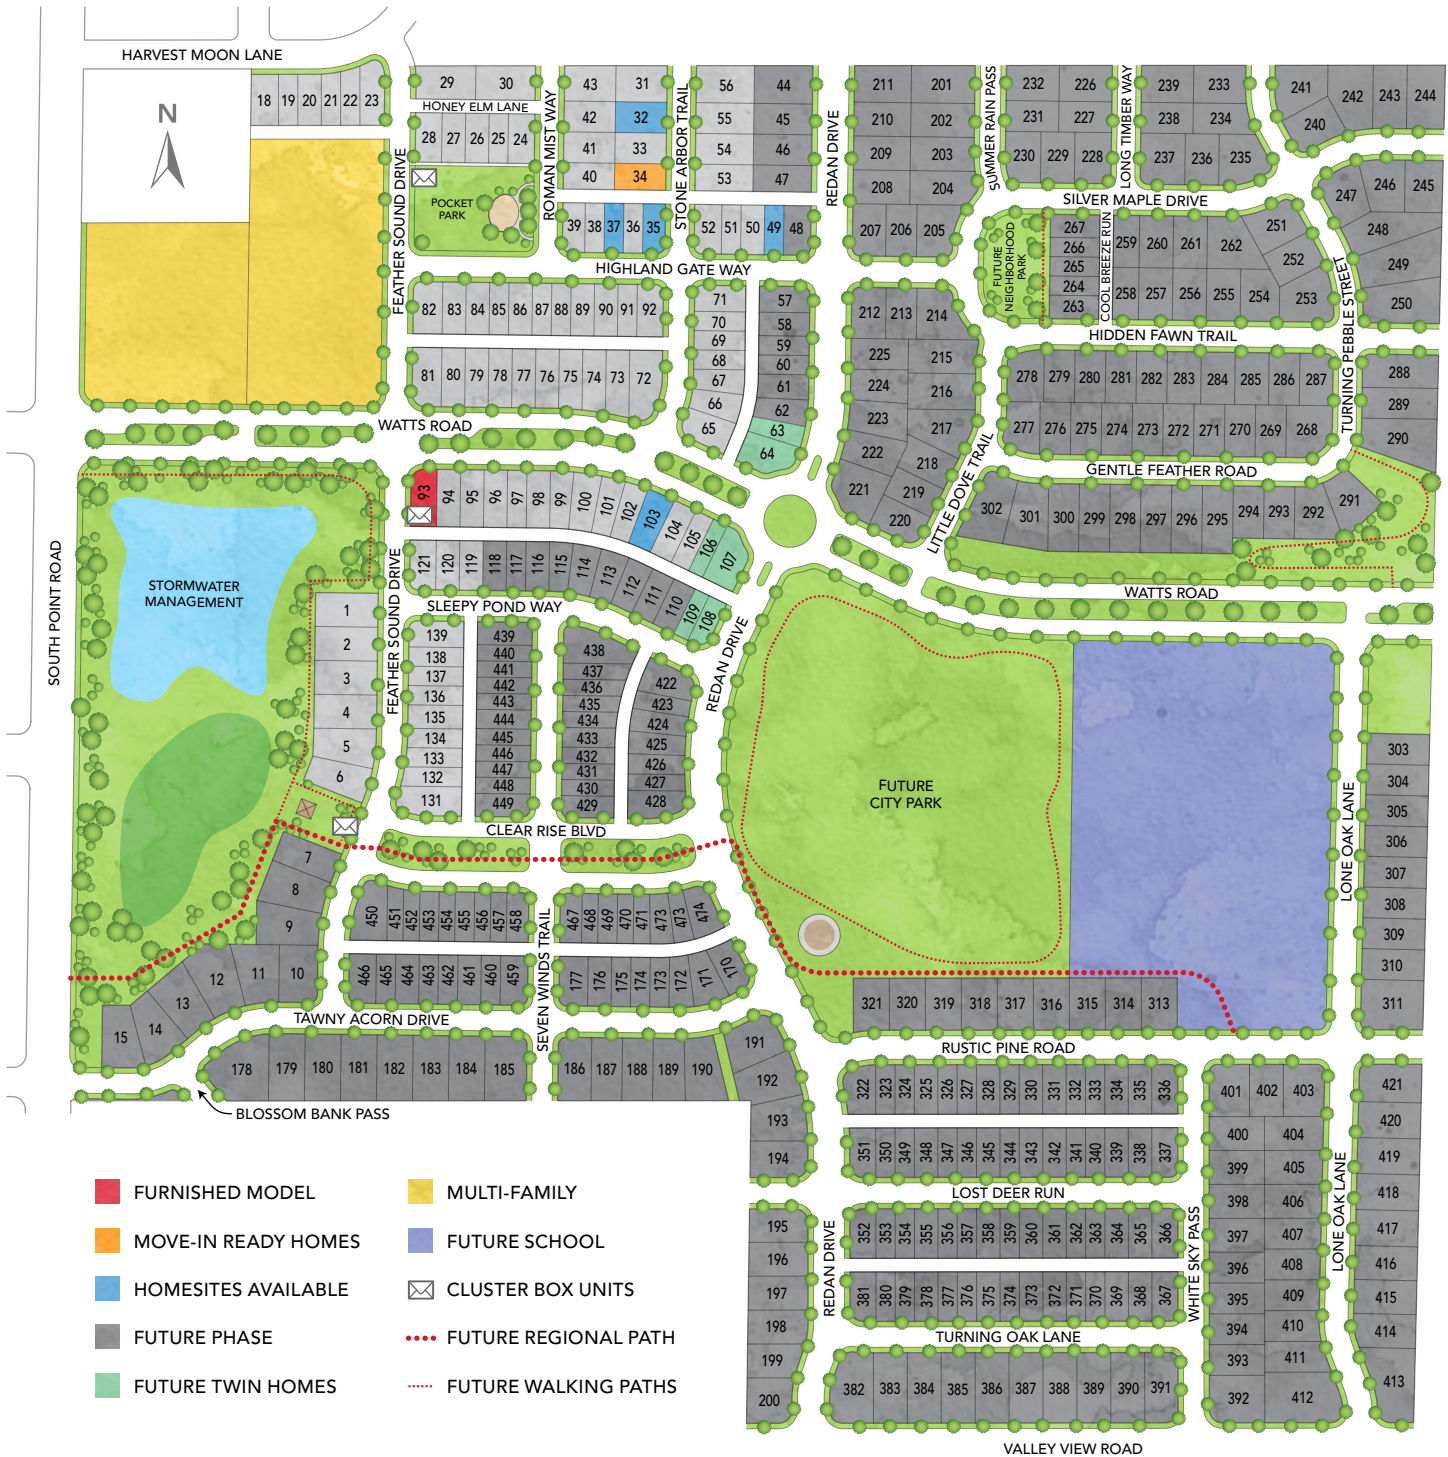 HARVEST MOON LANE
N
18 19 20 21 22 23
29 30
HONEY ELM LANE
28 27 26 25 24
POCKET
PARK
FEATHER SOUND DRIVE
ROMAN MIST WAY
43 31
42 32
41 33
40 34
39 38 37 36 35
STONE ARBOR TRAIL
56 44
55 45
54 46
53 47
52 51 50 49 48
REDAN DRIVE
HIGHLAND GATE WAY
211 201
210 202
209 203
208 204
207 206 205
SUMMER RAIN PASS
232 226
231 227
230 229 228
LONG TIMBER WAY
239 233
238 234
237 236 235
241 242 243 244
240
SILVER MAPLE DRIVE
247 246 245
248
249
250
FUTURE
NEIGHBORHOOD
PARK
267
266
265
264
263
COOL BREEZE RUN
259 260 261 262 251
252
258 257 256 255 254 253
HIDDEN FAWN TRAIL
TURNING PEBBLE STREET
82 83 84 85 86 87 88 89 90 91 92
81 80 79 78 77 76 75 74 73 72
WATTS ROAD
71
70
69
68
67
66
65
57
58
59
60
61
62
63
64
212 213 214
225 215
224 216
223 217
222 218
221 219
220
LITTLE DOVE TRAIL
278 279 280 281 282 283 284 285 286 287
277 276 275 274 273 272 271 270 269 268
288
289
290
GENTLE FEATHER ROAD
302 301 300 299 298 297 296 295 294 293 292 291
WATTS ROAD
SOUTH POINT ROAD
STORMWATER
MANAGEMENT
93 94 95 96 97 98 99 100 101 102 103 104 105 106 107
121 120 119 118 117 116 115 114 113 112 111 110 109 108
SLEEPY POND WAY
FEATHER SOUND DRIVE
REDAN DRIVE
1
2
3
4
5
6
7
8
9
10
11
12
13
14
15
139
138
137
136
135
134
133
132
131
439
440
441
442
443
444
445
446
447
448
449
438
437
436
435
434
433
432
431
430
429
422
423
424
425
426
427
428
CLEAR RISE BLVD
FUTURE
CITY PARK
LONE OAK LANE
303
304
305
306
307
308
309
310
311
450 451 452 453 454 455 456 457 458
466 465 464 463 462 461 460 459
SEVEN WINDS TRAIL
467 468 469 470 471 473 473 474
177 176 175 174 173 172 171 170
TAWNY ACORN DRIVE
178 179 180 181 182 183 184 185
186 187 188 189 190
191
192
193
194
BLOSSOM BANK PASS
321 320 319 318 317 316 315 314 313
RUSTIC PINE ROAD
322 323 324 325 326 327 328 329 330 331 332 333 334 335 336
351 350 349 348 347 346 345 344 343 342 341 340 339 338 337
LOST DEER RUN
195
196
197
198
199
200
REDAN DRIVE
352 353 354 355 356 357 358 359 360 361 362 363 364 365 366
381 380 379 378 377 376 375 374 373 372 371 370 369 368 367
TURNING OAK LANE
382 383 384 385 386 387 388 389 390 391
WHITE SKY PASS
401 402 403
400 404
399 405
398 406
397 407
396 408
395 409
394 410
393 411
392 412
LONE OAK LANE
421
420
419
418
417
416
415
414
413
VALLEY VIEW ROAD
FURNISHED MODEL
MOVE-IN READY HOMES
HOMESITES AVAILABLE
FUTURE PHASE
FUTURE TWIN HOMES
MULTI-FAMILY
FUTURE SCHOOL
CLUSTER BOX UNITS
FUTURE REGIONAL PATH
FUTURE WALKING PATHS